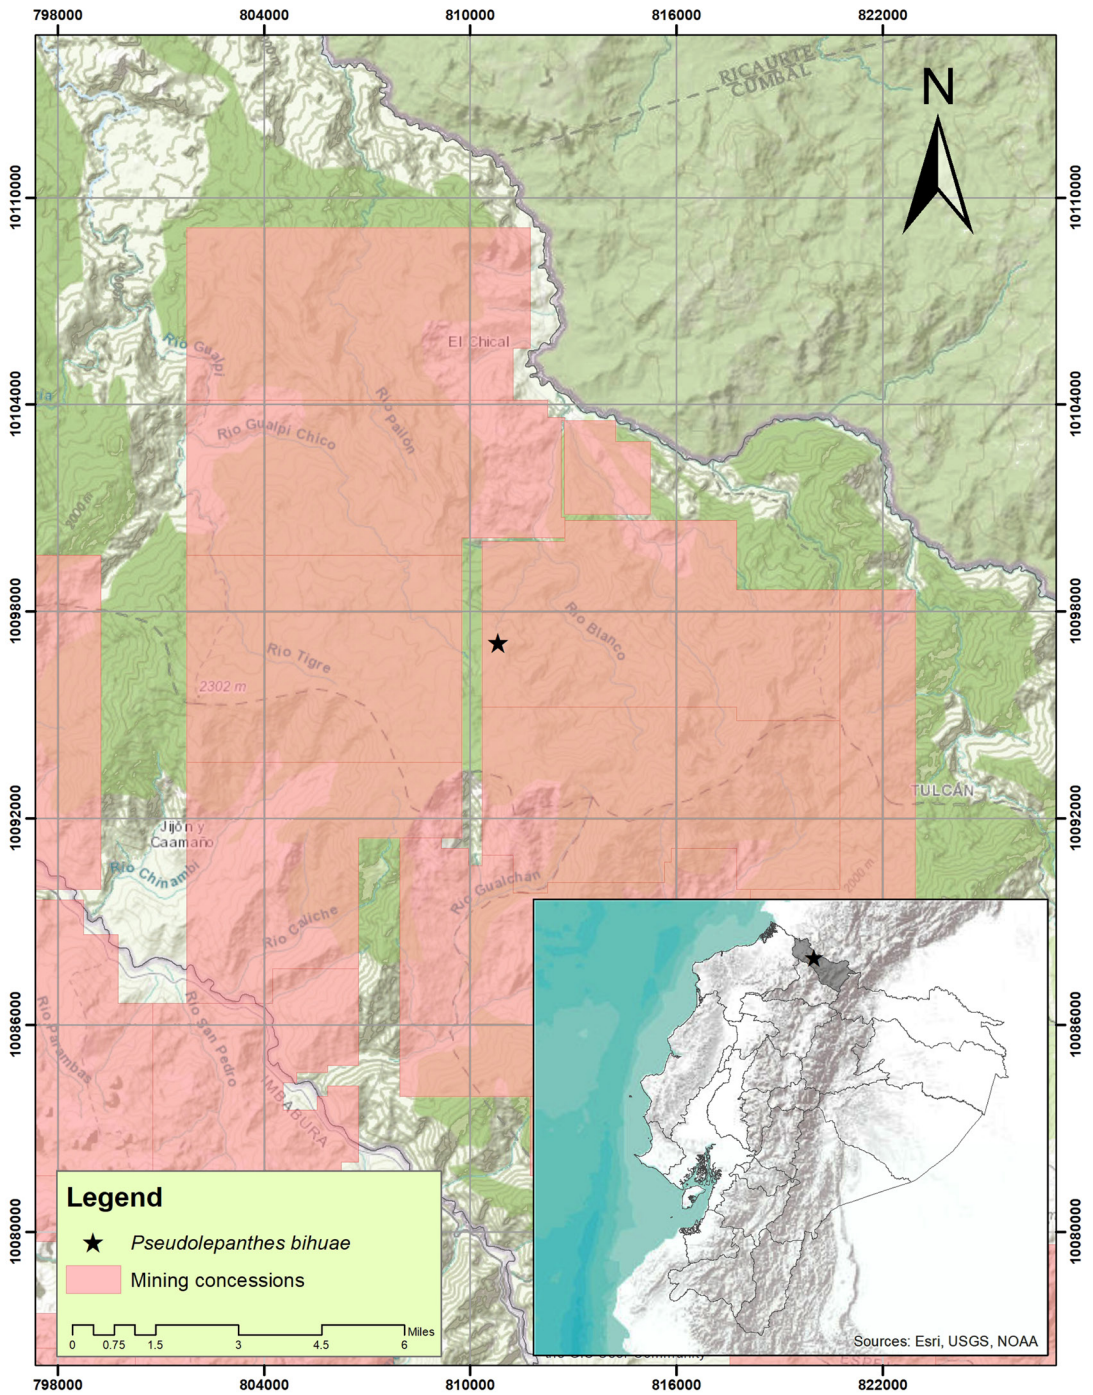 798000 804000 810000 816000 822000
RICAURTE
CUMBAL
N
10110000 10110000
Rio Gualpi
El Chical
10104000 10104000
Rio Pailón
Rio Gualpi Chico
2000 m
10098000 10098000
Rio Blanco
Rio Tigre
2302 m
TULCÁN
10092000 10092000
Jijón y
Caamaño
Rio Chinambi
Rio Gualchan
2000 m
Rio Caliche
10086000 10086000
Rio Parambas
Rio San Pedro
IMBABURA
Legend
Pseudolepanthes bihuae
Mining concessions
0 0.75 1.5 3 4.5 6 Miles
10080000 10080000
Sources: Esri, USGS, NOAA
798000 804000 810000 816000 822000